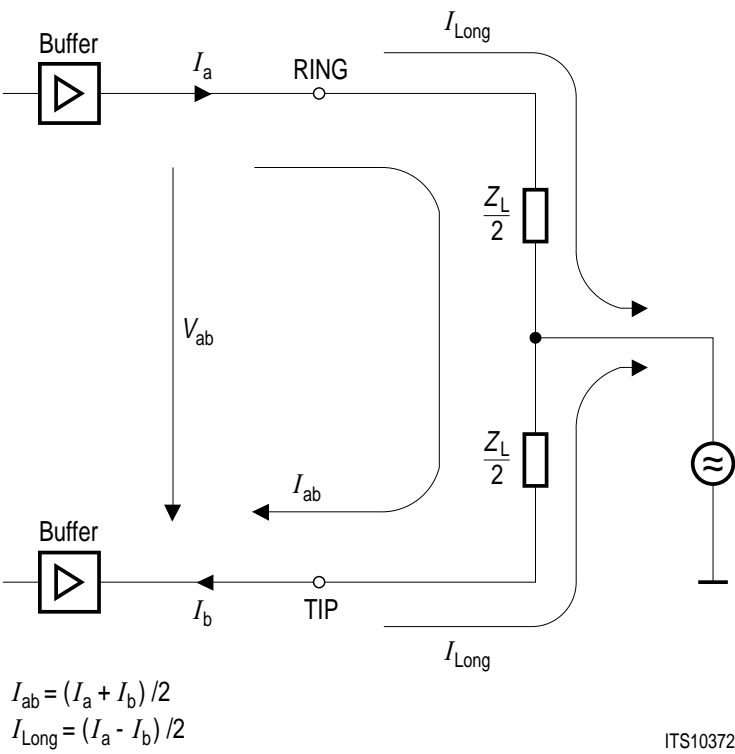 I_Long
Buffer
I_a
RING
Z_L
2
V_ab
Z_L
2
≈
I_ab
Buffer
I_b
TIP
I_Long
I_ab = (I_a + I_b) /2
I_Long = (I_a - I_b) /2
ITS10372